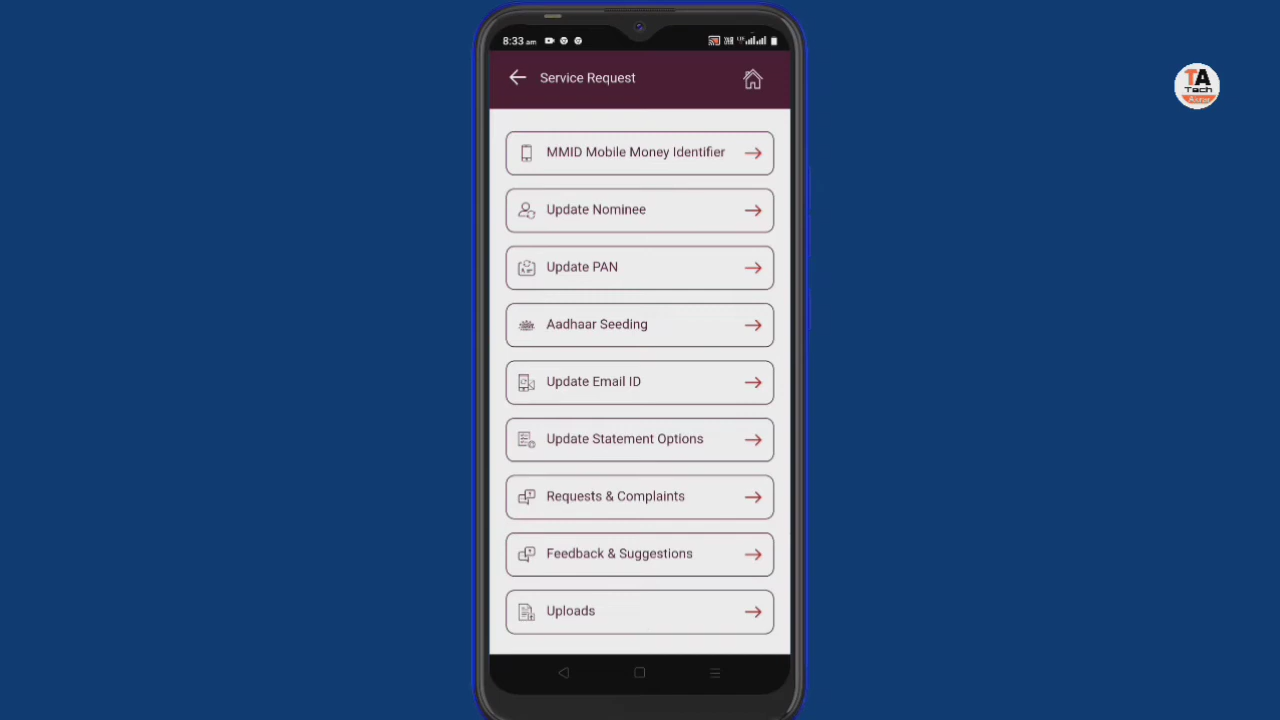 8:33 am
Service Request
TA
Tech
MMID Mobile Money Identifier
Update Nominee
Update PAN
Aadhaar Seeding
Update Email ID
Update Statement Options
Requests & Complaints
Feedback & Suggestions
Uploads